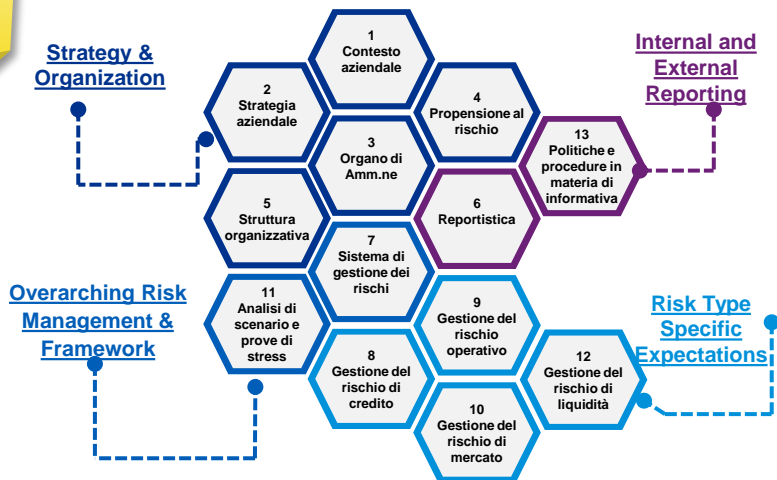 Strategy &
Organization
1
Contesto
aziendale
2
Strategia
aziendale
4
Propensione al
rischio
Internal and
External
Reporting
3
Organo di
Amm.ne
13
Politiche e
procedure in
materia di
informativa
5
Struttura
organizzativa
6
Reportistica
7
Sistema di
gestione dei
rischi
Overarching Risk
Management &
Framework
11
Analisi di
scenario e
prove di
stress
9
Gestione del
rischio
operativo
Risk Type
Specific
Expectations
8
Gestione del
rischio di
credito
12
Gestione del
rischio di
liquidità
10
Gestione del
rischio di
mercato